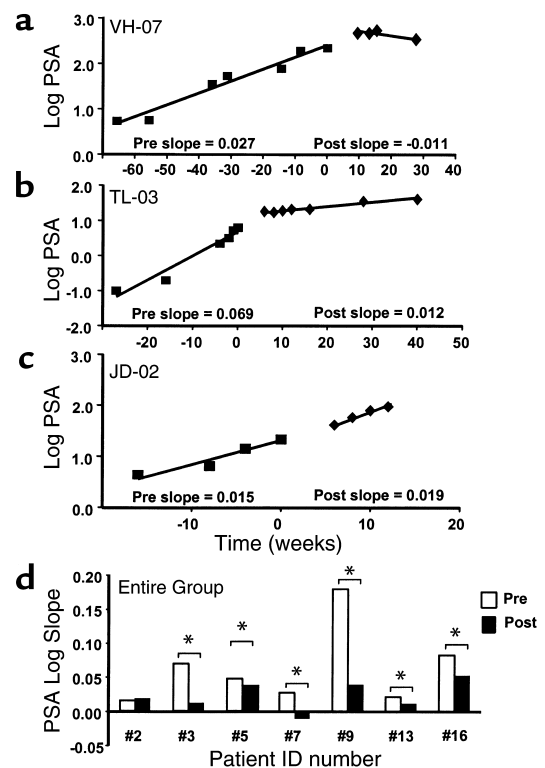 a
VH-07
3.0
2.0
1.0
0.0
Log PSA
Pre slope = 0.027 Post slope = -0.011
-60 -50 -40 -30 -20 -10 0 10 20 30 40
b
TL-03
2.0
1.0
0.0
-1.0
-2.0
Log PSA
Pre slope = 0.069 Post slope = 0.012
-20 -10 0 10 20 30 40 50
c
JD-02
3.0
2.0
1.0
0.0
Log PSA
Pre slope = 0.015 Post slope = 0.019
-10 0 10 20
Time (weeks)
d
Entire Group
0.20
0.15
0.10
0.05
0.00
-0.05
PSA Log Slope
* * * * * *
Pre
Post
#2 #3 #5 #7 #9 #13 #16
Patient ID number